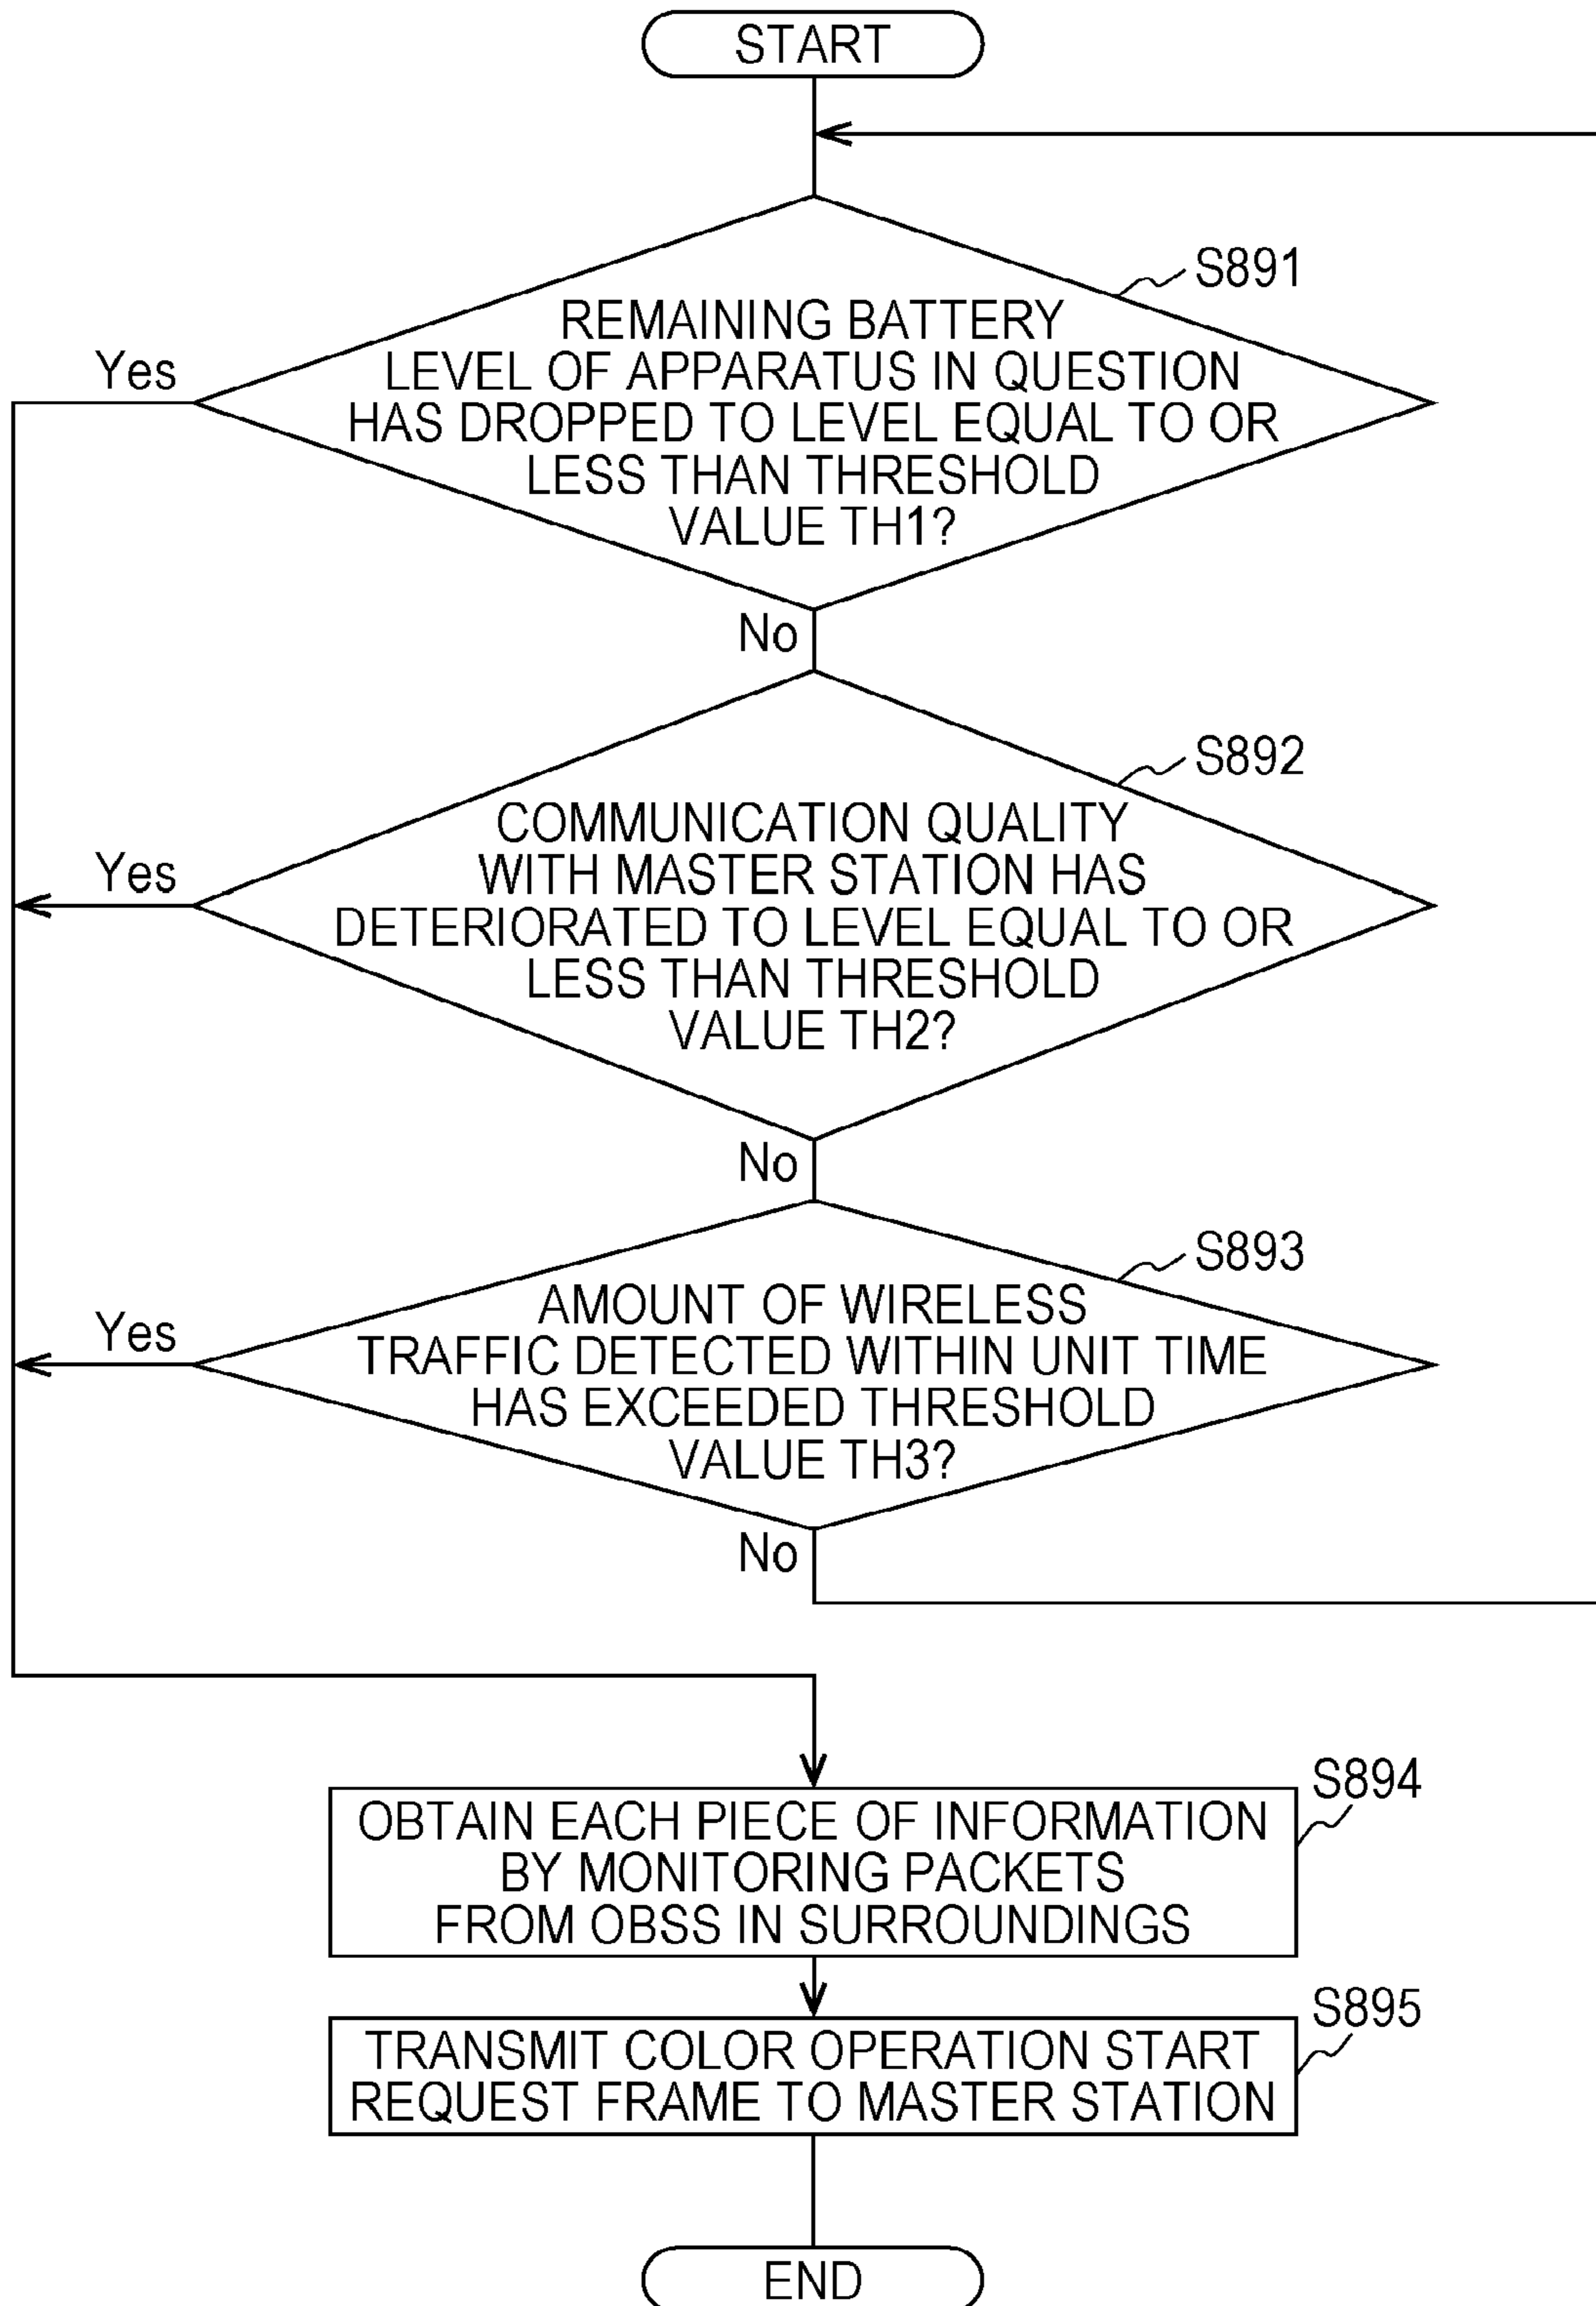 START
S891
REMAINING BATTERY
LEVEL OF APPARATUS IN QUESTION
HAS DROPPED TO LEVEL EQUAL TO OR
LESS THAN THRESHOLD
VALUE TH1?
Yes
No
S892
COMMUNICATION QUALITY
WITH MASTER STATION HAS
DETERIORATED TO LEVEL EQUAL TO OR
LESS THAN THRESHOLD
VALUE TH2?
Yes
No
S893
AMOUNT OF WIRELESS
TRAFFIC DETECTED WITHIN UNIT TIME
HAS EXCEEDED THRESHOLD
VALUE TH3?
Yes
No
S894
OBTAIN EACH PIECE OF INFORMATION
BY MONITORING PACKETS
FROM OBSS IN SURROUNDINGS
S895
TRANSMIT COLOR OPERATION START
REQUEST FRAME TO MASTER STATION
END